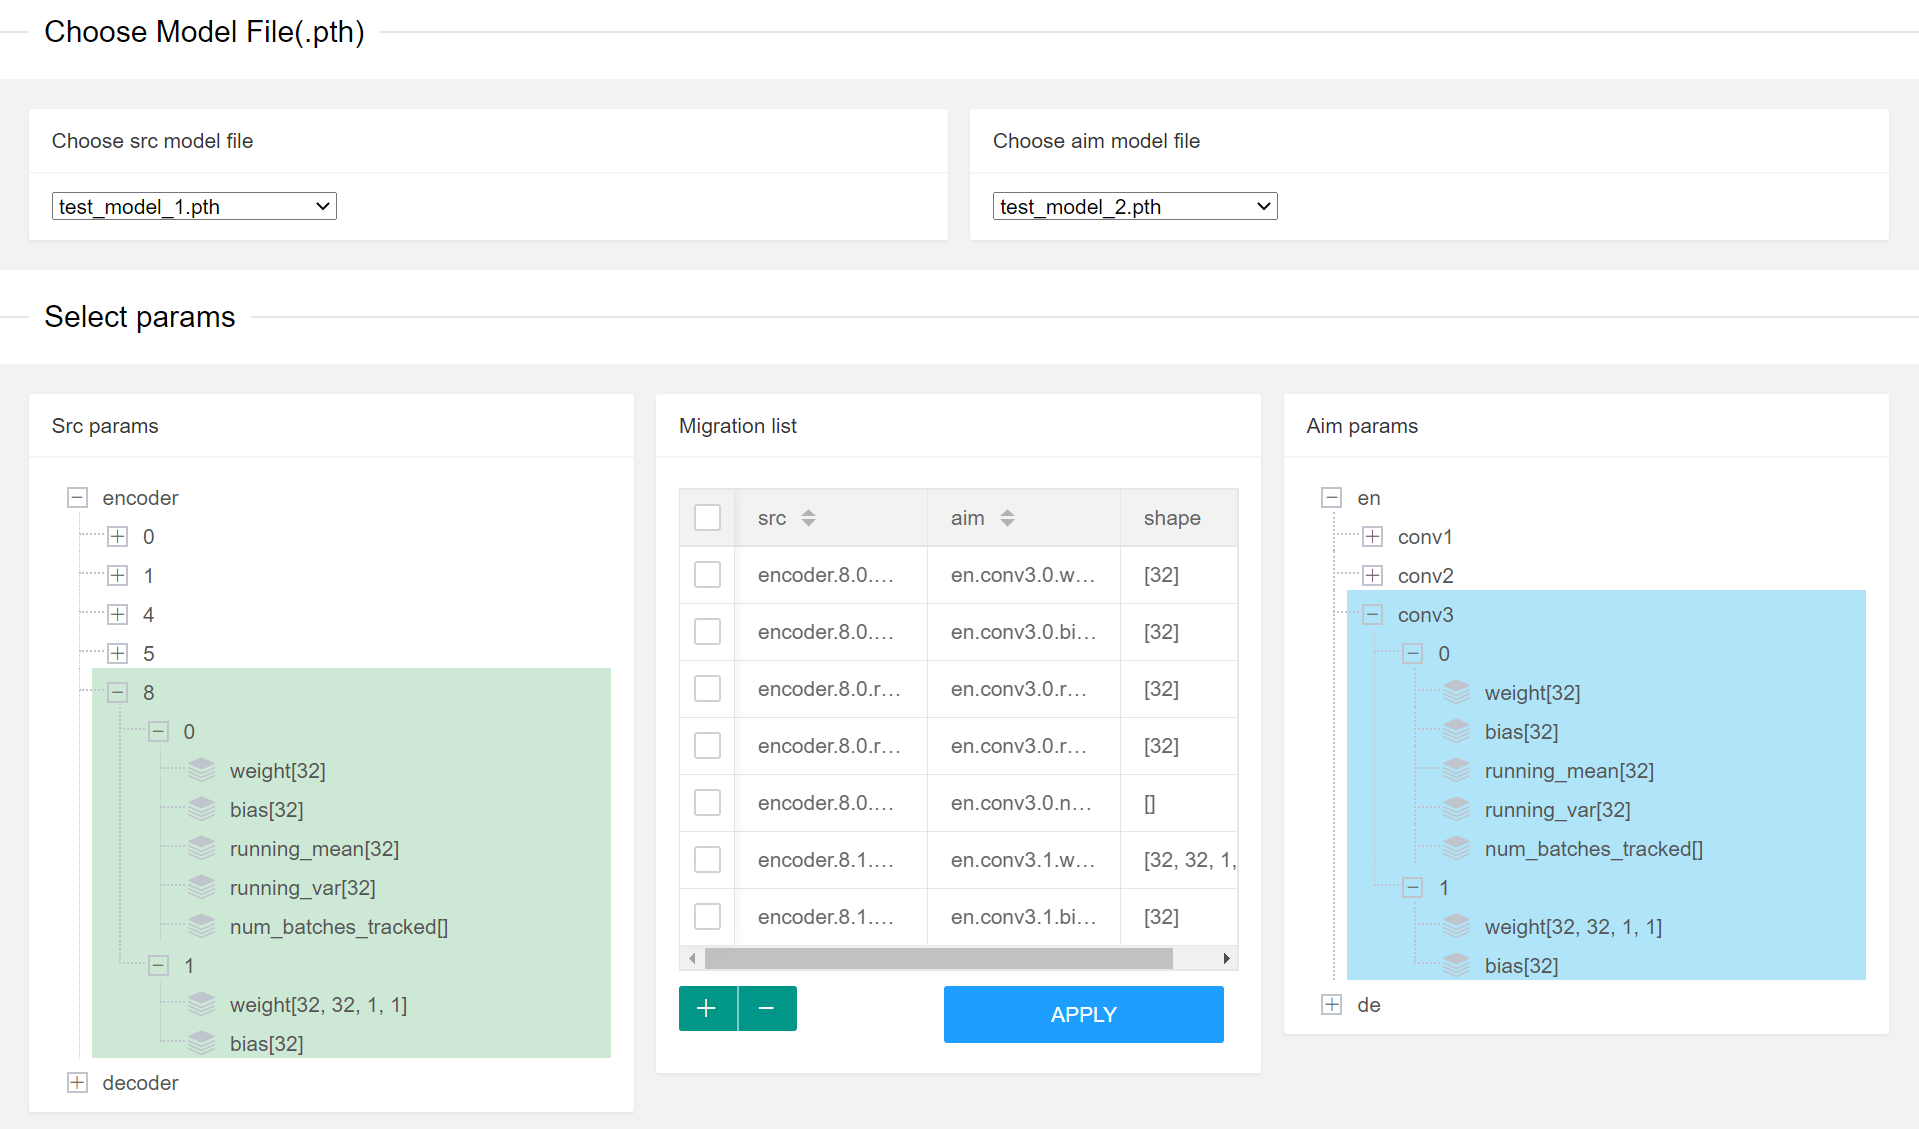 Choose Model File(.pth)
Choose src model file
Choose aim model file
test_model_1.pth
test_model_2.pth
Select params
Src params
encoder
0
1
4
5
8
0
weight[32]
bias[32]
running_mean[32]
running_var[32]
num_batches_tracked[]
1
weight[32, 32, 1, 1]
bias[32]
decoder
Migration list
src aim shape
encoder.8.0.... en.conv3.0.w... [32]
encoder.8.0.... en.conv3.0.bi... [32]
encoder.8.0.r... en.conv3.0.r... [32]
encoder.8.0.r... en.conv3.0.r... [32]
encoder.8.0.... en.conv3.0.n... []
encoder.8.1.... en.conv3.1.w... [32, 32, 1,
encoder.8.1.... en.conv3.1.bi... [32]
APPLY
Aim params
en
conv1
conv2
conv3
0
weight[32]
bias[32]
running_mean[32]
running_var[32]
num_batches_tracked[]
1
weight[32, 32, 1, 1]
bias[32]
de